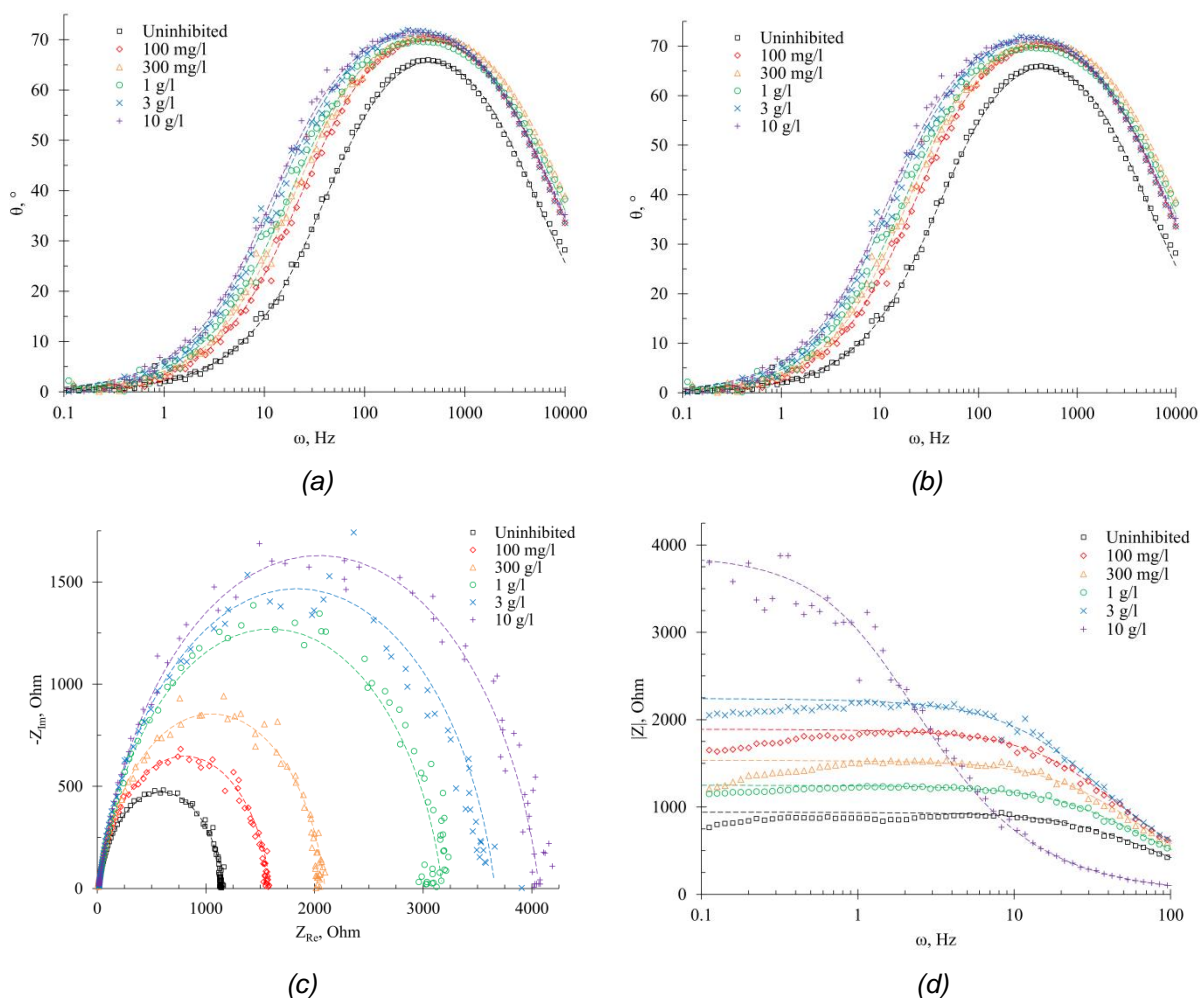 Uninhibited
100 mg/l
300 mg/l
1 g/l
3 g/l
10 g/l
70
60
50
40
30
20
10
0
θ, °
0.1
1
10
100
1000
10000
ω, Hz
(a)
Uninhibited
100 mg/l
300 mg/l
1 g/l
3 g/l
10 g/l
70
60
50
40
30
20
10
0
θ, °
0.1
1
10
100
1000
10000
ω, Hz
(b)
Uninhibited
100 mg/l
300 g/l
1 g/l
3 g/l
10 g/l
1500
1000
500
0
-Z_Im, Ohm
0
1000
2000
3000
4000
Z_Re, Ohm
(c)
Uninhibited
100 mg/l
300 mg/l
1 g/l
3 g/l
10 g/l
4000
3000
2000
1000
0
|Z|, Ohm
0.1
1
10
100
ω, Hz
(d)